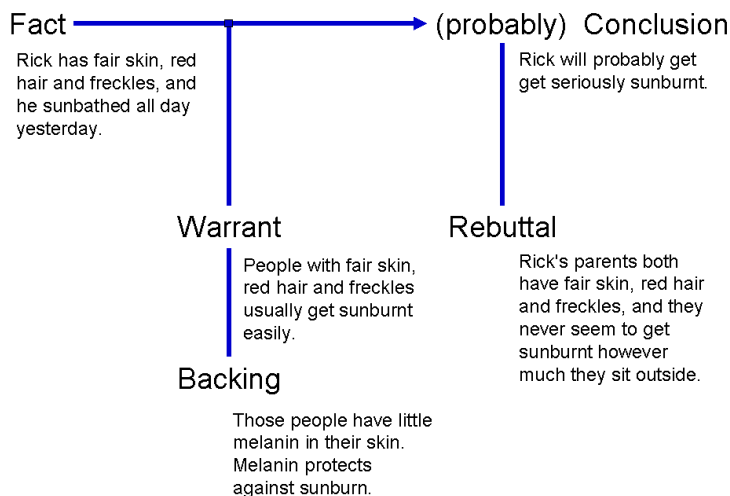 Fact
(probably) Conclusion
Rick has fair skin, red
hair and freckles, and
he sunbathed all day
yesterday.
Rick will probably get
get seriously sunburnt.
Warrant
Rebuttal
People with fair skin,
red hair and freckles
usually get sunburnt
easily.
Rick's parents both
have fair skin, red hair
and freckles, and they
never seem to get
sunburnt however
much they sit outside.
Backing
Those people have little
melanin in their skin.
Melanin protects
against sunburn.